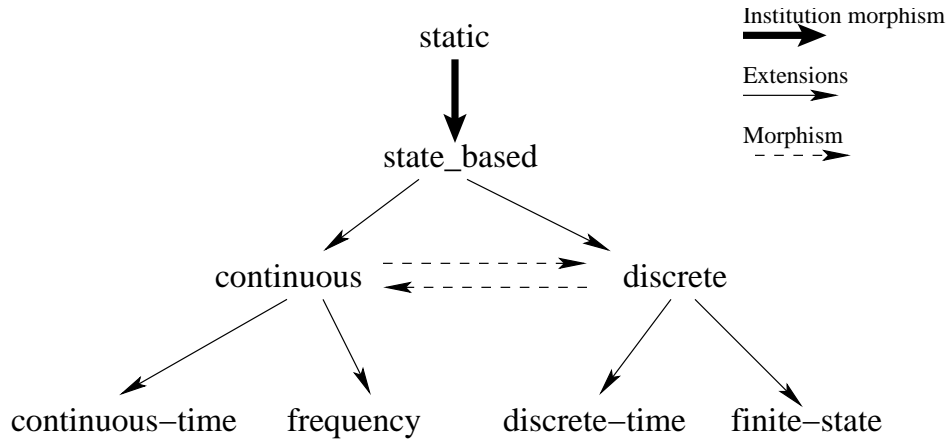 Institution morphism
static
Extensions
Morphism
state_based
continuous
discrete
continuous−time
frequency
discrete−time
finite−state